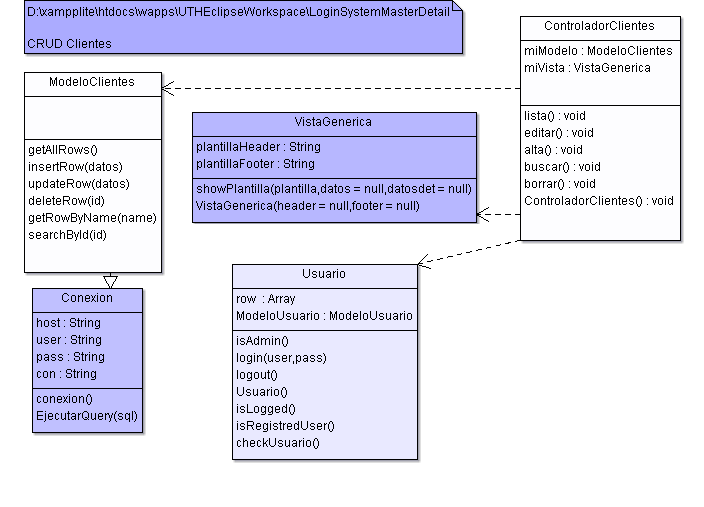 D:\xampplite\htdocs\wapps\UTHEclipseWorkspace\LoginSystemMasterDetail
CRUD Clientes
ControladorClientes
miModelo : ModeloClientes
miVista : VistaGenerica
lista() : void
editar() : void
alta() : void
buscar() : void
borrar() : void
ControladorClientes() : void
ModeloClientes
getAllRows()
insertRow(datos)
updateRow(datos)
deleteRow(id)
getRowByName(name)
searchById(id)
VistaGenerica
plantillaHeader : String
plantillaFooter : String
showPlantilla(plantilla,datos = null,datosdet = null)
VistaGenerica(header = null,footer = null)
Conexion
host : String
user : String
pass : String
con : String
conexion()
EjecutarQuery(sql)
Usuario
row : Array
ModeloUsuario : ModeloUsuario
isAdmin()
login(user,pass)
logout()
Usuario()
isLogged()
isRegistredUser()
checkUsuario()